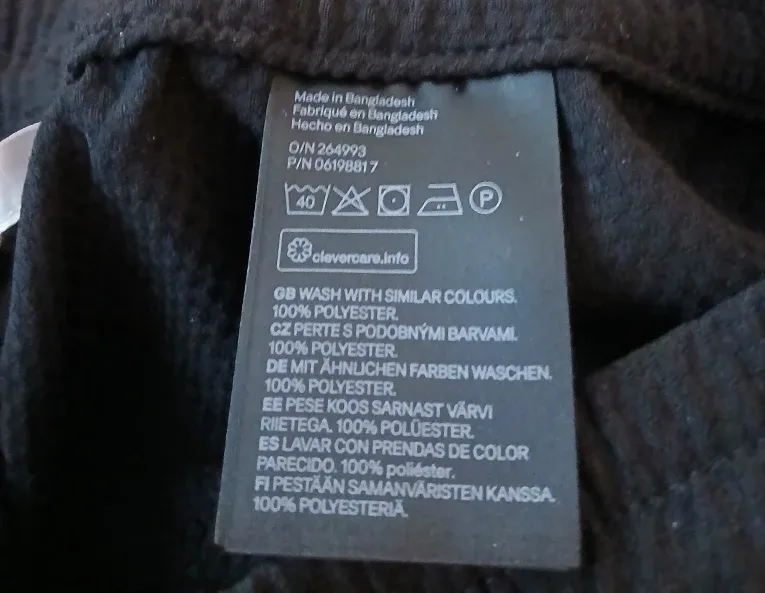 Made in Bangladesh
Fabriqué en Bangladesh
Hecho en Bangladesh
O/N 264993
P/N 06198817
40 P
clevercare.info
GB WASH WITH SIMILAR COLOURS.
100% POLYESTER.
CZ PERTE S PODOBNÝMI BARVAMI.
100% POLYESTER.
DE MIT ÄHNLICHEN FARBEN WASCHEN.
100% POLYESTER.
EE PESE KOOS SARNAST VÄRVI
RIIETEGA. 100% POLÜESTER.
ES LAVAR CON PRENDAS DE COLOR
PARECIDO. 100% poliéster.
FI PESTÄÄN SAMANVÄRISTEN KANSSA.
100% POLYESTERIÄ.